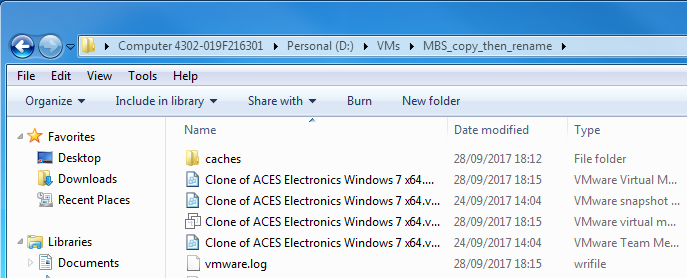 Computer 4302-019F216301 ▸ Personal (D:) ▸ VMs ▸ MBS_copy_then_rename ▸
File Edit View Tools Help
Organize Include in library Share with Burn New folder
Favorites
Desktop
Downloads
Recent Places
Libraries
Documents
Name Date modified Type
caches 28/09/2017 18:12 File folder
Clone of ACES Electronics Windows 7 x64.... 28/09/2017 18:15 VMware Virtual M...
Clone of ACES Electronics Windows 7 x64.v... 24/09/2017 14:04 VMware snapshot ...
Clone of ACES Electronics Windows 7 x64.v... 28/09/2017 18:15 VMware virtual m...
Clone of ACES Electronics Windows 7 x64.v... 24/09/2017 14:04 VMware Team Me...
vmware.log 28/09/2017 18:15 wrifile